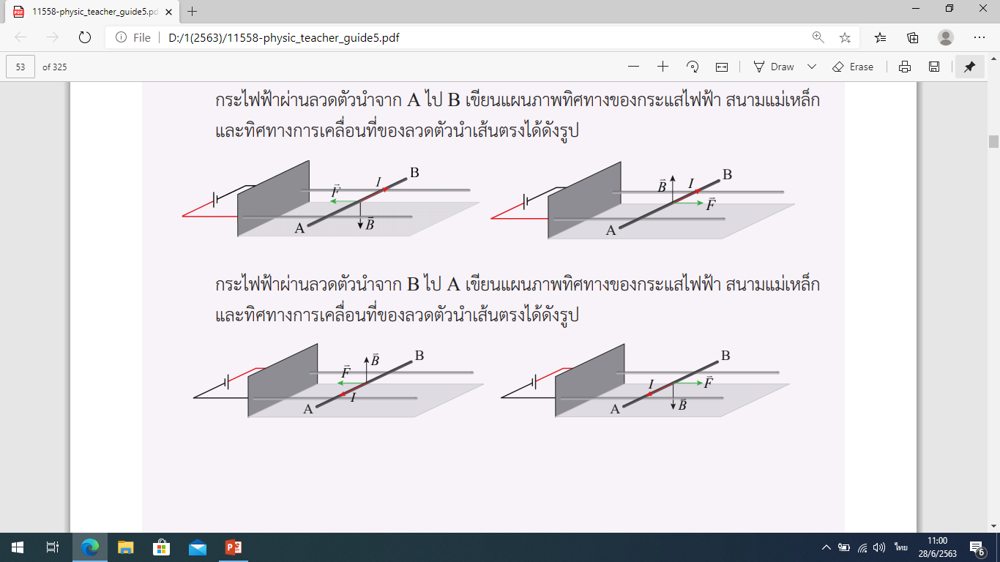 11558-physic_teacher_guide5.pd
File D:/1(2563)/11558-physic_teacher_guide5.pdf
53 of 325 Draw Erase
กระไฟฟ้าผ่านลวดตัวนำจาก A ไป B เขียนแผนภาพทิศทางของกระแสไฟฟ้า สนามแม่เหล็ก
และทิศทางการเคลื่อนที่ของลวดตัวนำเส้นตรงได้ดังรูป
F I B A B
B I B F A
กระไฟฟ้าผ่านลวดตัวนำจาก B ไป A เขียนแผนภาพทิศทางของกระแสไฟฟ้า สนามแม่เหล็ก
และทิศทางการเคลื่อนที่ของลวดตัวนำเส้นตรงได้ดังรูป
F B B I A
B I F B A
ไทย 11:00
28/6/2563 6